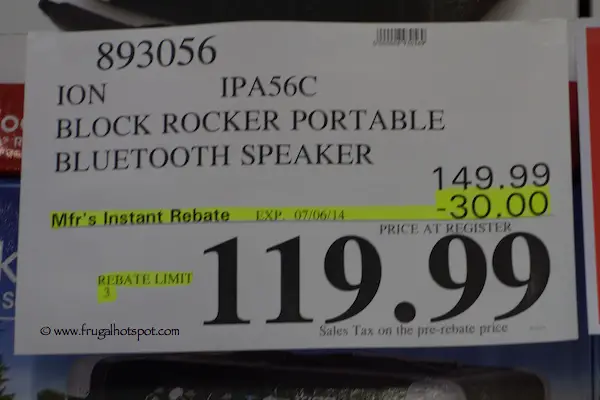 893056
ION IPA56C
BLOCK ROCKER PORTABLE
BLUETOOTH SPEAKER
149.99
Mfr's Instant Rebate EXP. 07/06/14 -30.00
PRICE AT REGISTER
119.99
REBATE LIMIT
3
Sales Tax on the pre-rebate price
© www.frugalhotspot.com